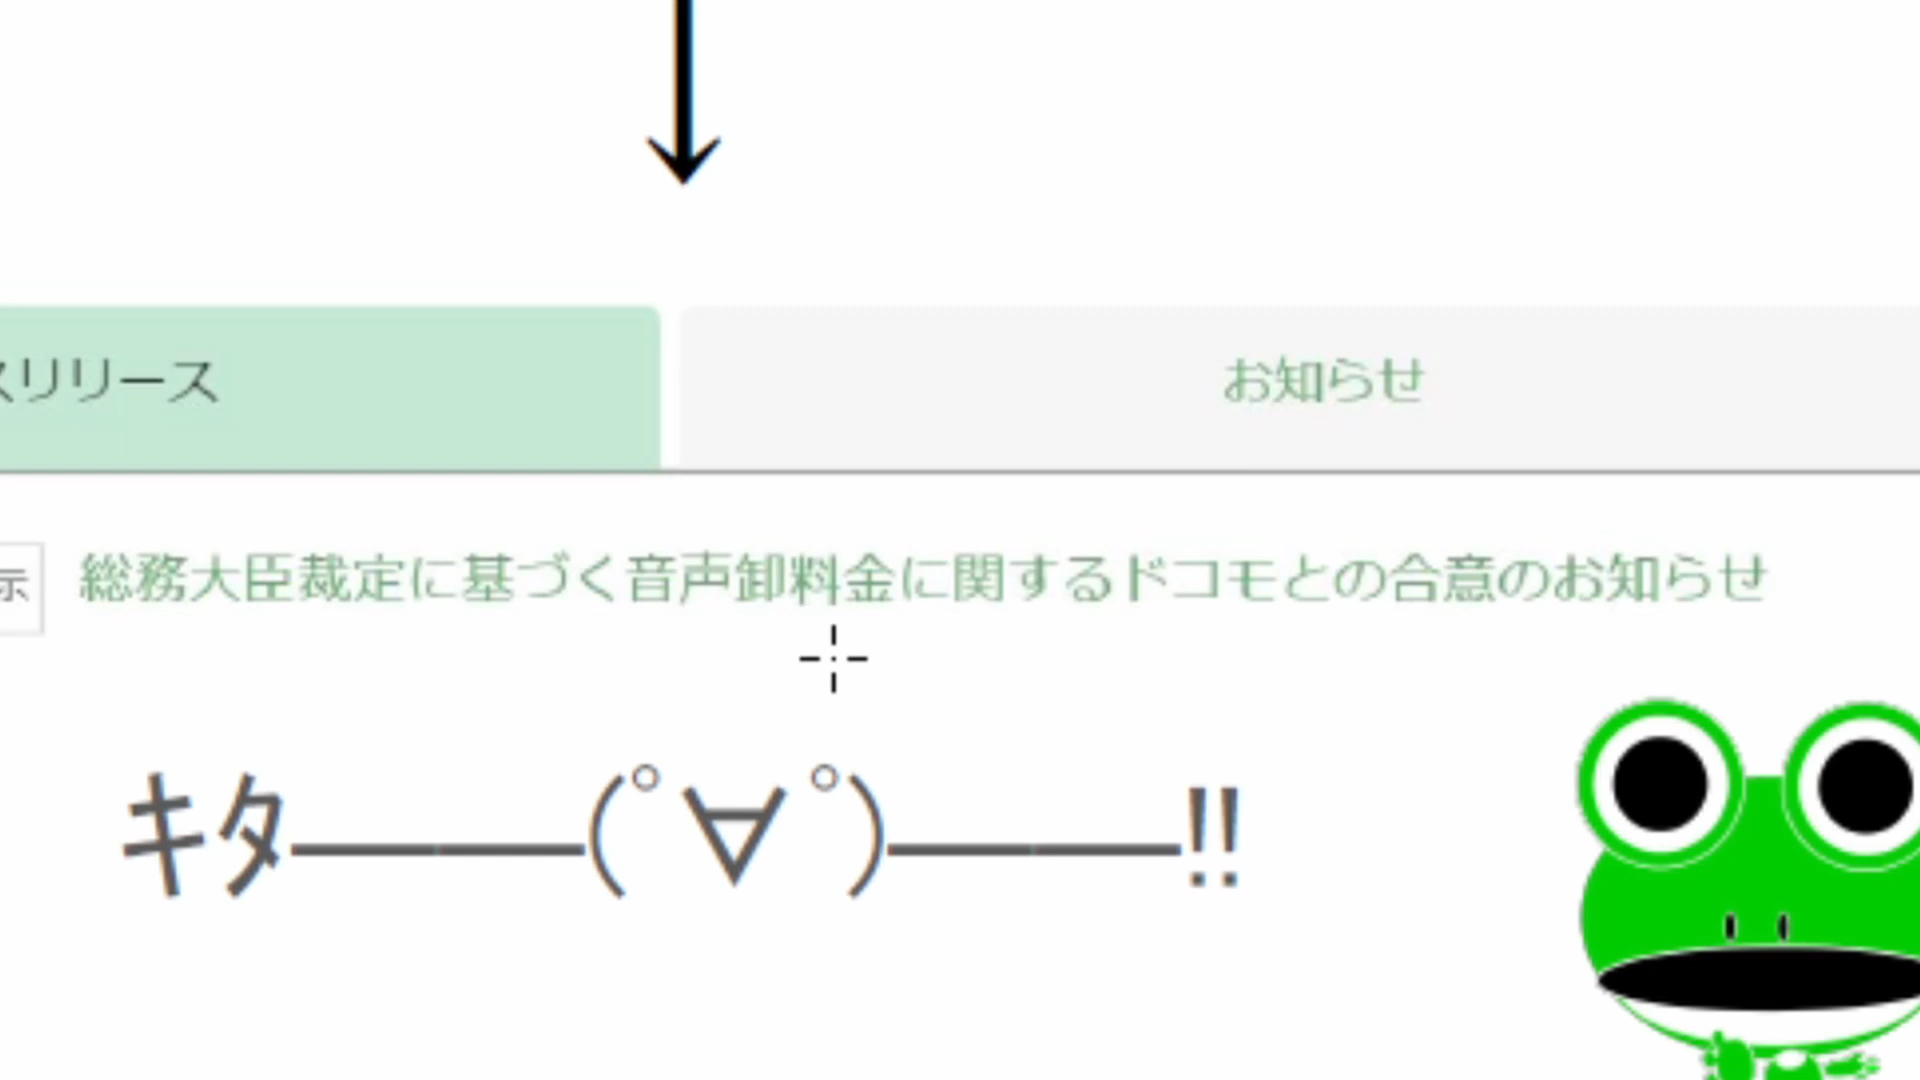 スリリース
お知らせ
示 総務大臣裁定に基づく音声卸料金に関するドコモとの合意のお知らせ
ｷﾀ――――(ﾟ∀ﾟ)――――!!